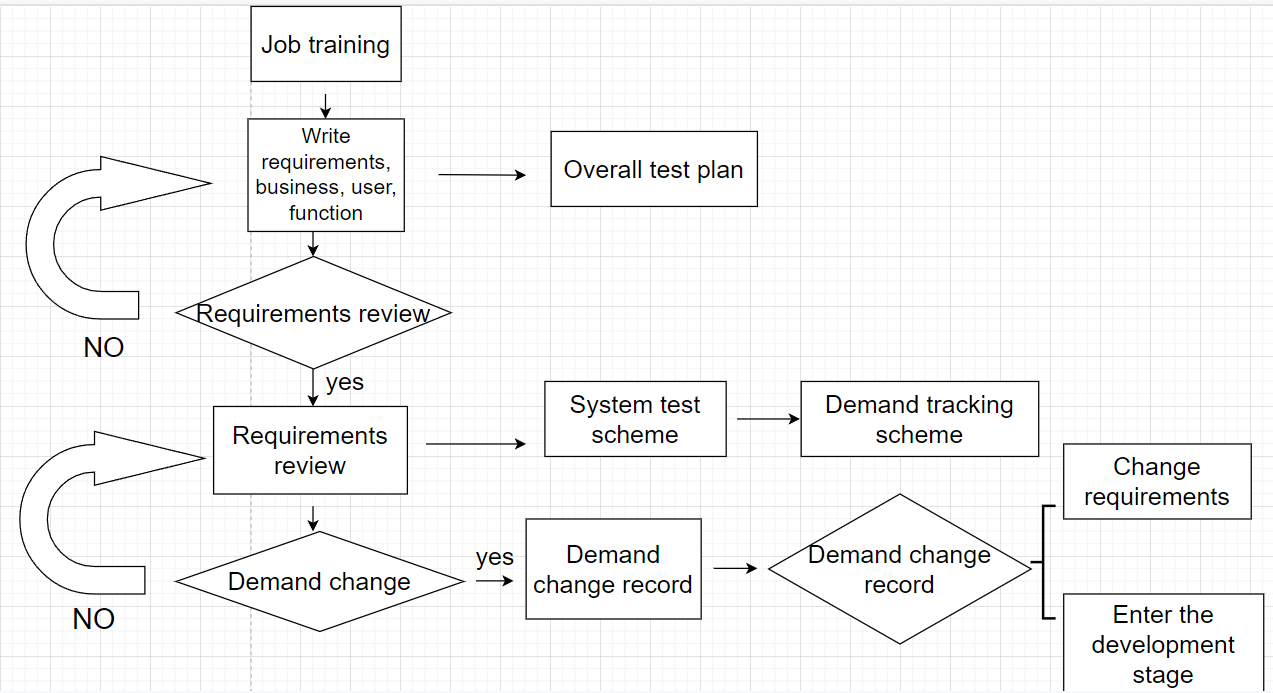 Job training
Write
requirements,
business, user,
function
Overall test plan
Requirements review
NO
yes
Requirements
review
System test
scheme
Demand tracking
scheme
Change
requirements
Demand change
NO
yes
Demand
change record
Demand change
record
Enter the
development
stage